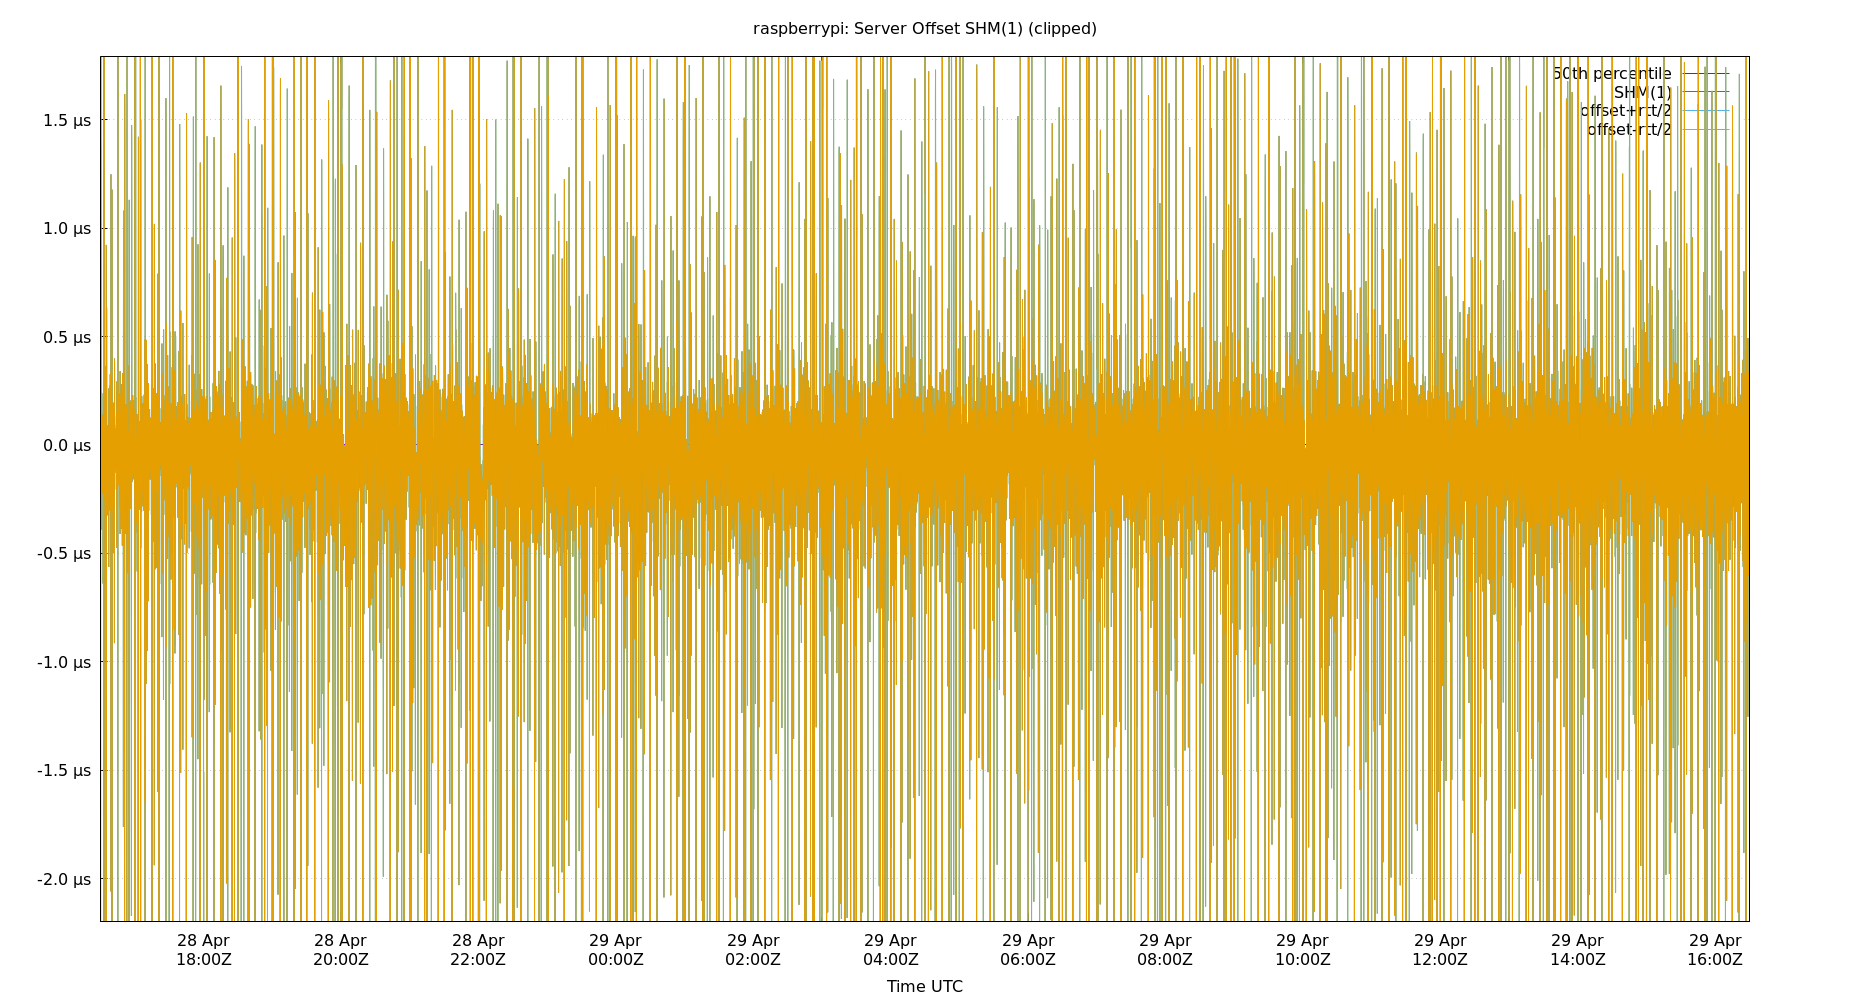 raspberrypi: Server Offset SHM(1) (clipped)
50th percentile
SHM(1)
offset+rtt/2
offset-rtt/2
1.5 µs
1.0 µs
0.5 µs
0.0 µs
-0.5 µs
-1.0 µs
-1.5 µs
-2.0 µs
28 Apr 28 Apr 28 Apr 29 Apr 29 Apr 29 Apr 29 Apr 29 Apr 29 Apr 29 Apr 29 Apr 29 Apr
18:00Z 20:00Z 22:00Z 00:00Z 02:00Z 04:00Z 06:00Z 08:00Z 10:00Z 12:00Z 14:00Z 16:00Z
Time UTC